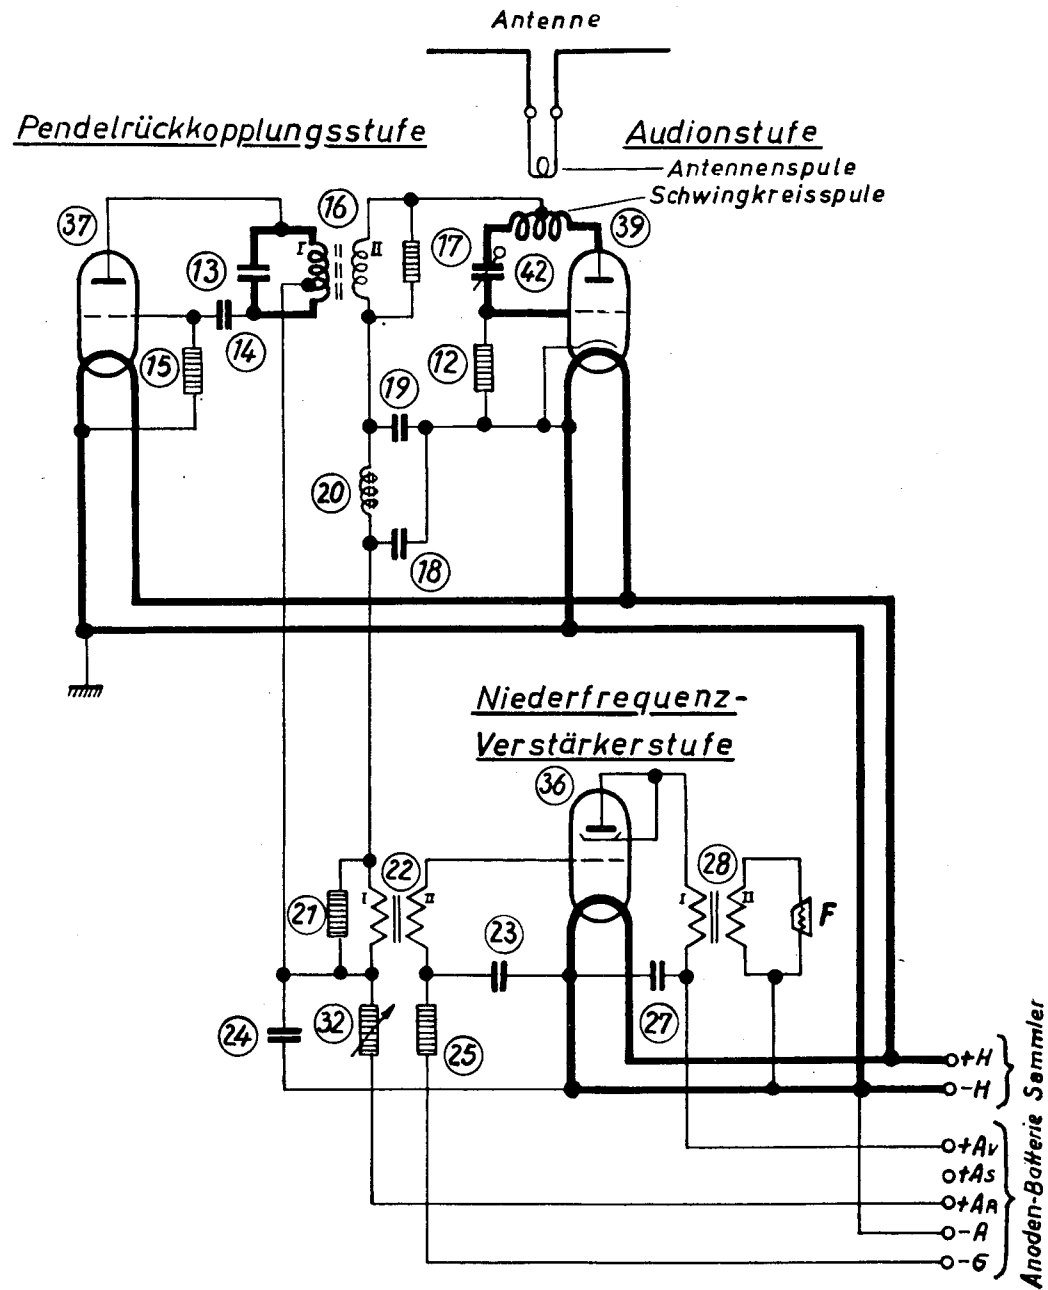 Antenne
Pendelrückkopplungsstufe
Audionstufe
Antennenspule
Schwingkreisspule
37
16
39
I
II
13
17
42
14
15
12
19
20
18
Niederfrequenz-
Verstärkerstufe
36
22
28
I
II
I
II
F
21
23
32
27
24
25
+H
-H
Sammler
+Av
+As
+AA
-A
-G
Anoden-Batterie